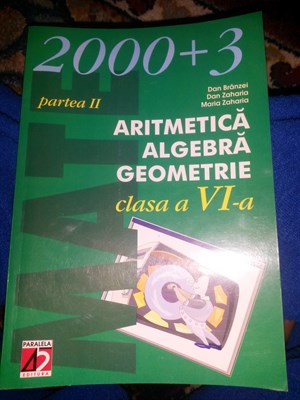 2000+3
partea II
Dan Brânzei
Dan Zaharia
Maria Zaharia
ARITMETICĂ
ALGEBRĂ
GEOMETRIE
clasa a VI-a
MATE
PARALELA
45
EDITURA